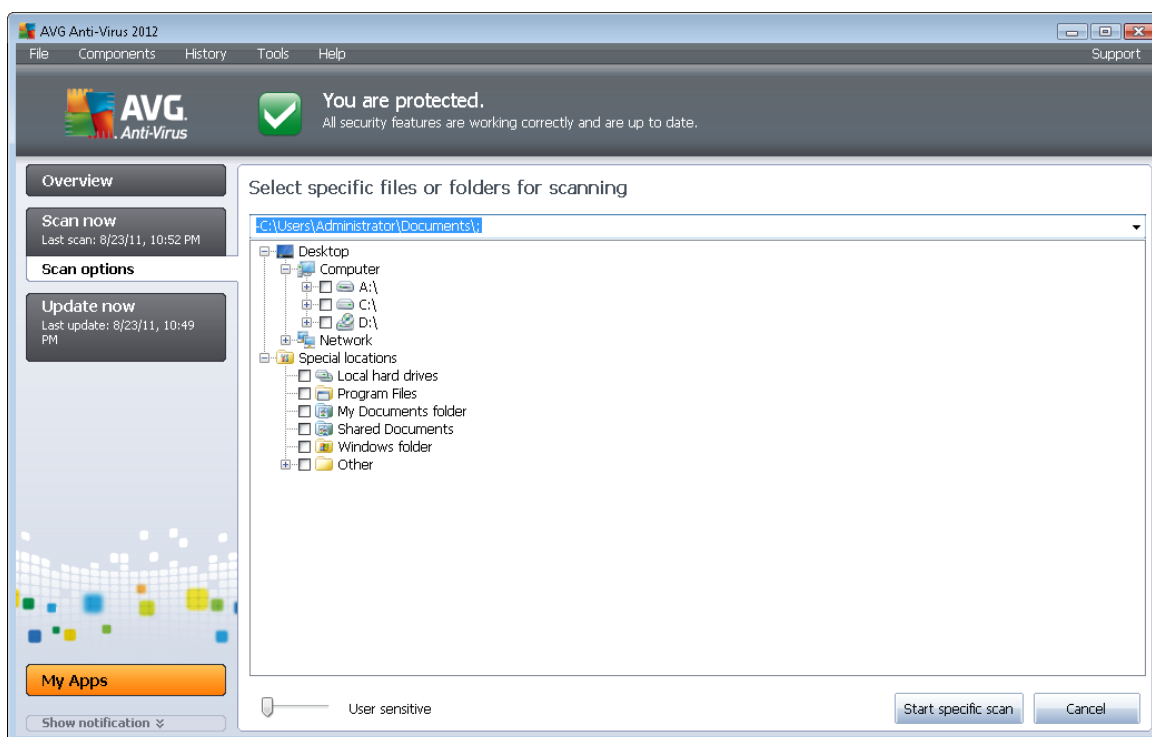 AVG Anti-Virus 2012
File Components History Tools Help Support
AVG.
Anti-Virus
You are protected.
All security features are working correctly and are up to date.
Overview
Scan now
Last scan: 8/23/11, 10:52 PM
Scan options
Update now
Last update: 8/23/11, 10:49
PM
Select specific files or folders for scanning
-C:\Users\Administrator\Documents\;
Desktop
Computer
A:\
C:\
D:\
Network
Special locations
Local hard drives
Program Files
My Documents folder
Shared Documents
Windows folder
Other
My Apps
Show notification
User sensitive
Start specific scan
Cancel